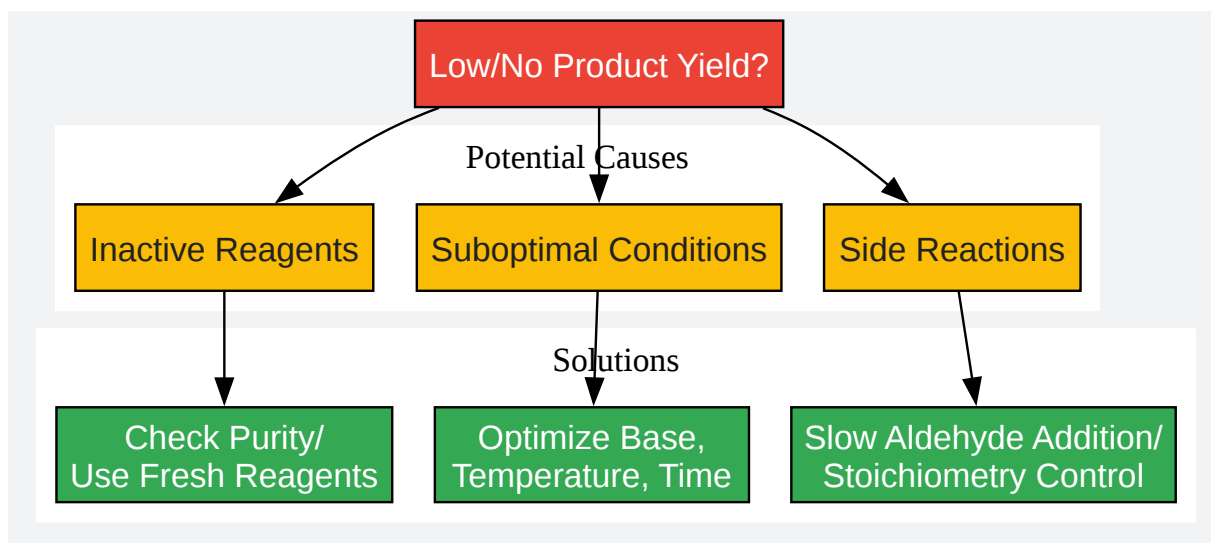 Low/No Product Yield?
Potential Causes
Inactive Reagents
Suboptimal Conditions
Side Reactions
Solutions
Check Purity/
Use Fresh Reagents
Optimize Base,
Temperature, Time
Slow Aldehyde Addition/
Stoichiometry Control